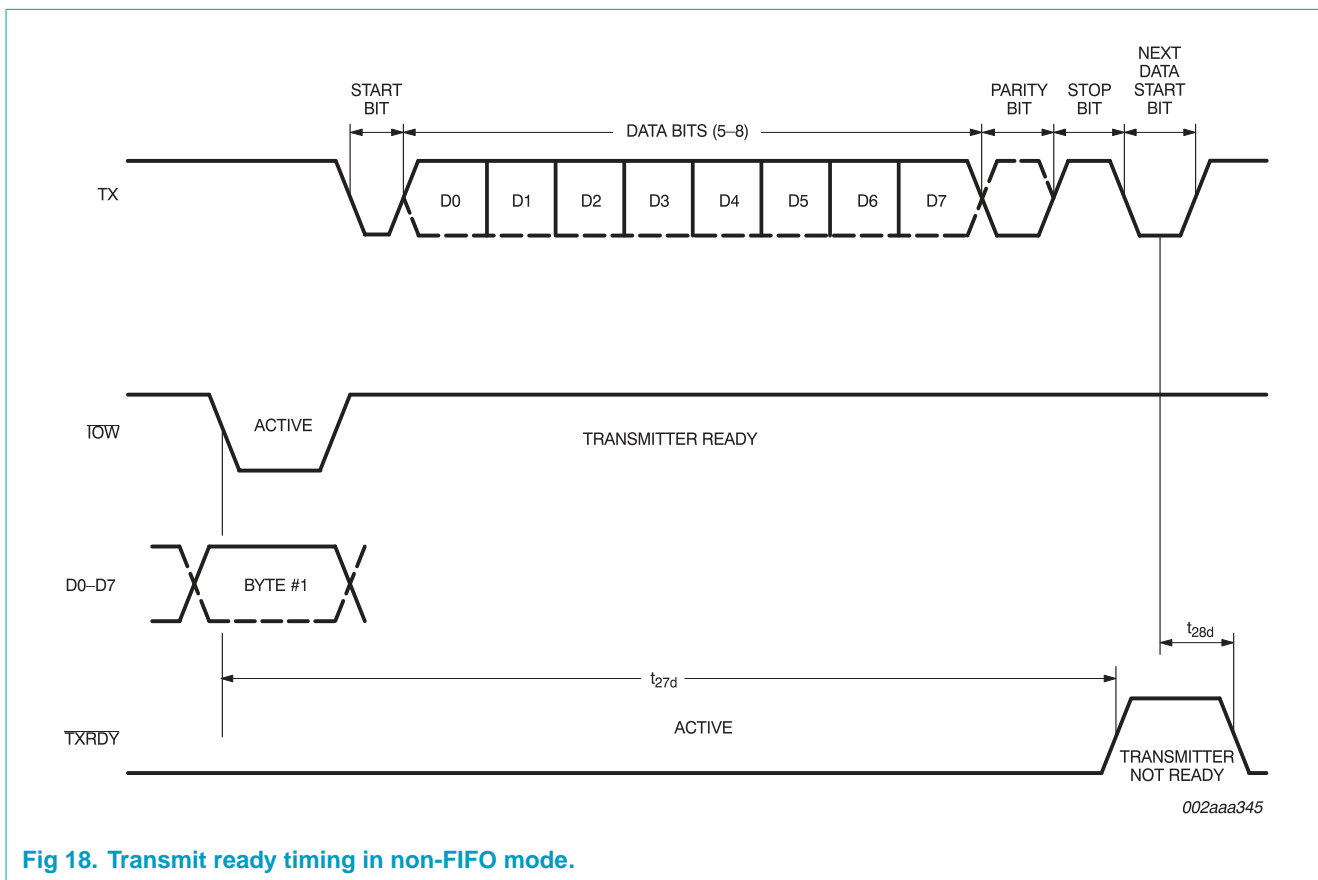 START
BIT
DATA BITS (5–8)
PARITY
BIT
STOP
BIT
NEXT
DATA
START
BIT
TX
D0
D1
D2
D3
D4
D5
D6
D7
IOW
ACTIVE
TRANSMITTER READY
D0–D7
BYTE #1
t28d
t27d
TXRDY
ACTIVE
TRANSMITTER
NOT READY
002aaa345
Fig 18. Transmit ready timing in non-FIFO mode.